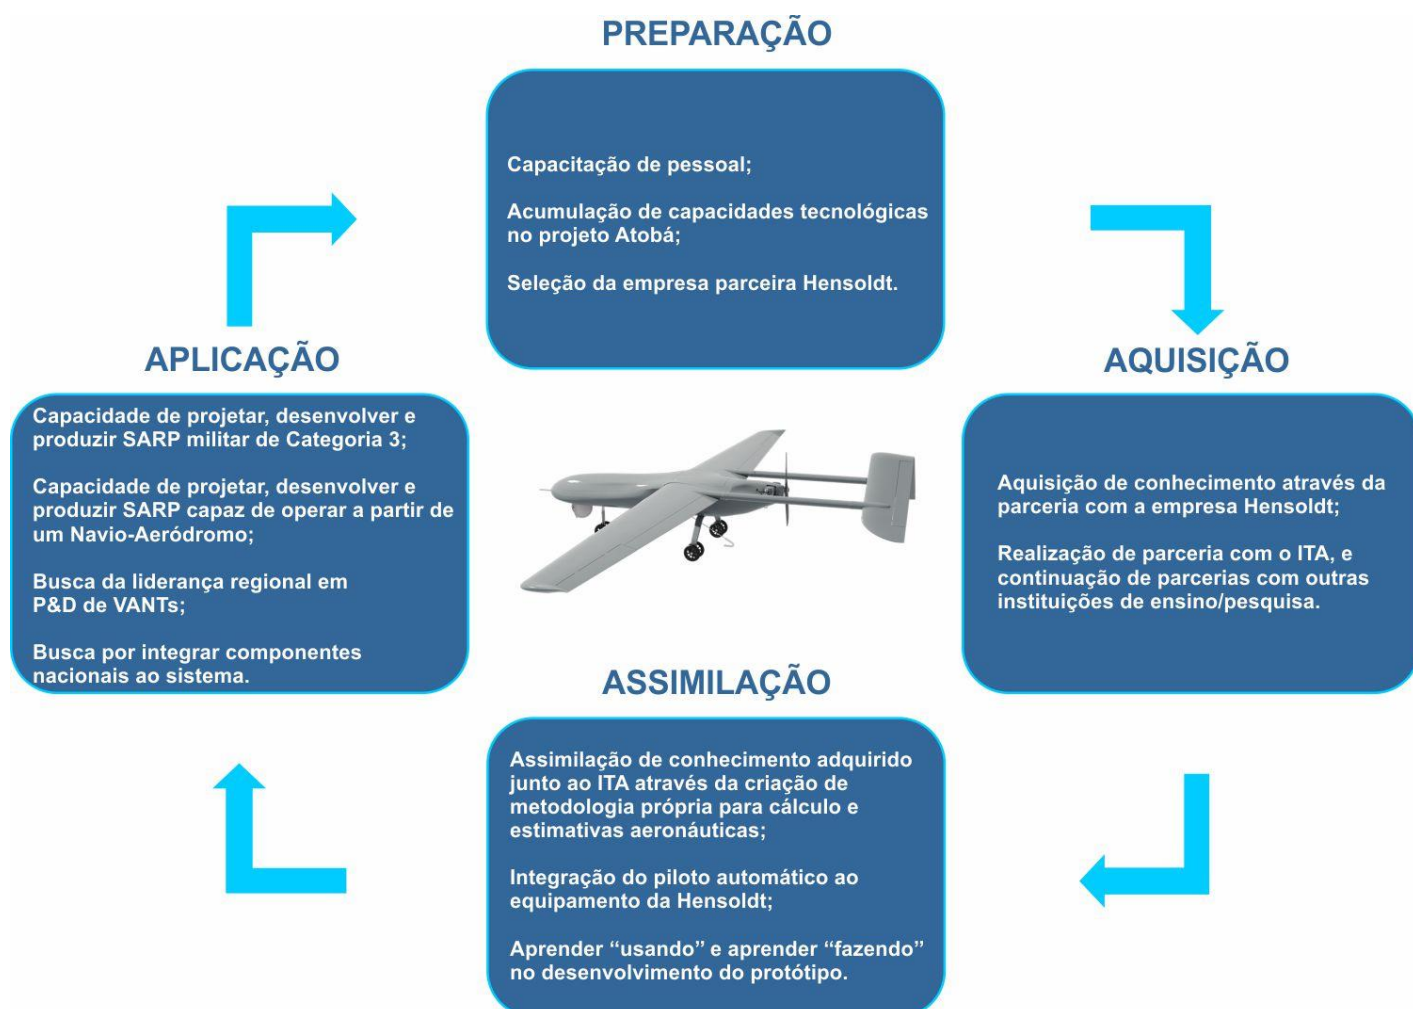 PREPARAÇÃO
Capacitação de pessoal;
Acumulação de capacidades tecnológicas
no projeto Atobá;
Seleção da empresa parceira Hensoldt.
AQUISIÇÃO
Aquisição de conhecimento através da
parceria com a empresa Hensoldt;
Realização de parceria com o ITA, e
continuação de parcerias com outras
instituições de ensino/pesquisa.
ASSIMILAÇÃO
Assimilação de conhecimento adquirido
junto ao ITA através da criação de
metodologia própria para cálculo e
estimativas aeronáuticas;
Integração do piloto automático ao
equipamento da Hensoldt;
Aprender “usando” e aprender “fazendo”
no desenvolvimento do protótipo.
APLICAÇÃO
Capacidade de projetar, desenvolver e
produzir SARP militar de Categoria 3;
Capacidade de projetar, desenvolver e
produzir SARP capaz de operar a partir de
um Navio-Aeródromo;
Busca da liderança regional em
P&D de VANTs;
Busca por integrar componentes
nacionais ao sistema.